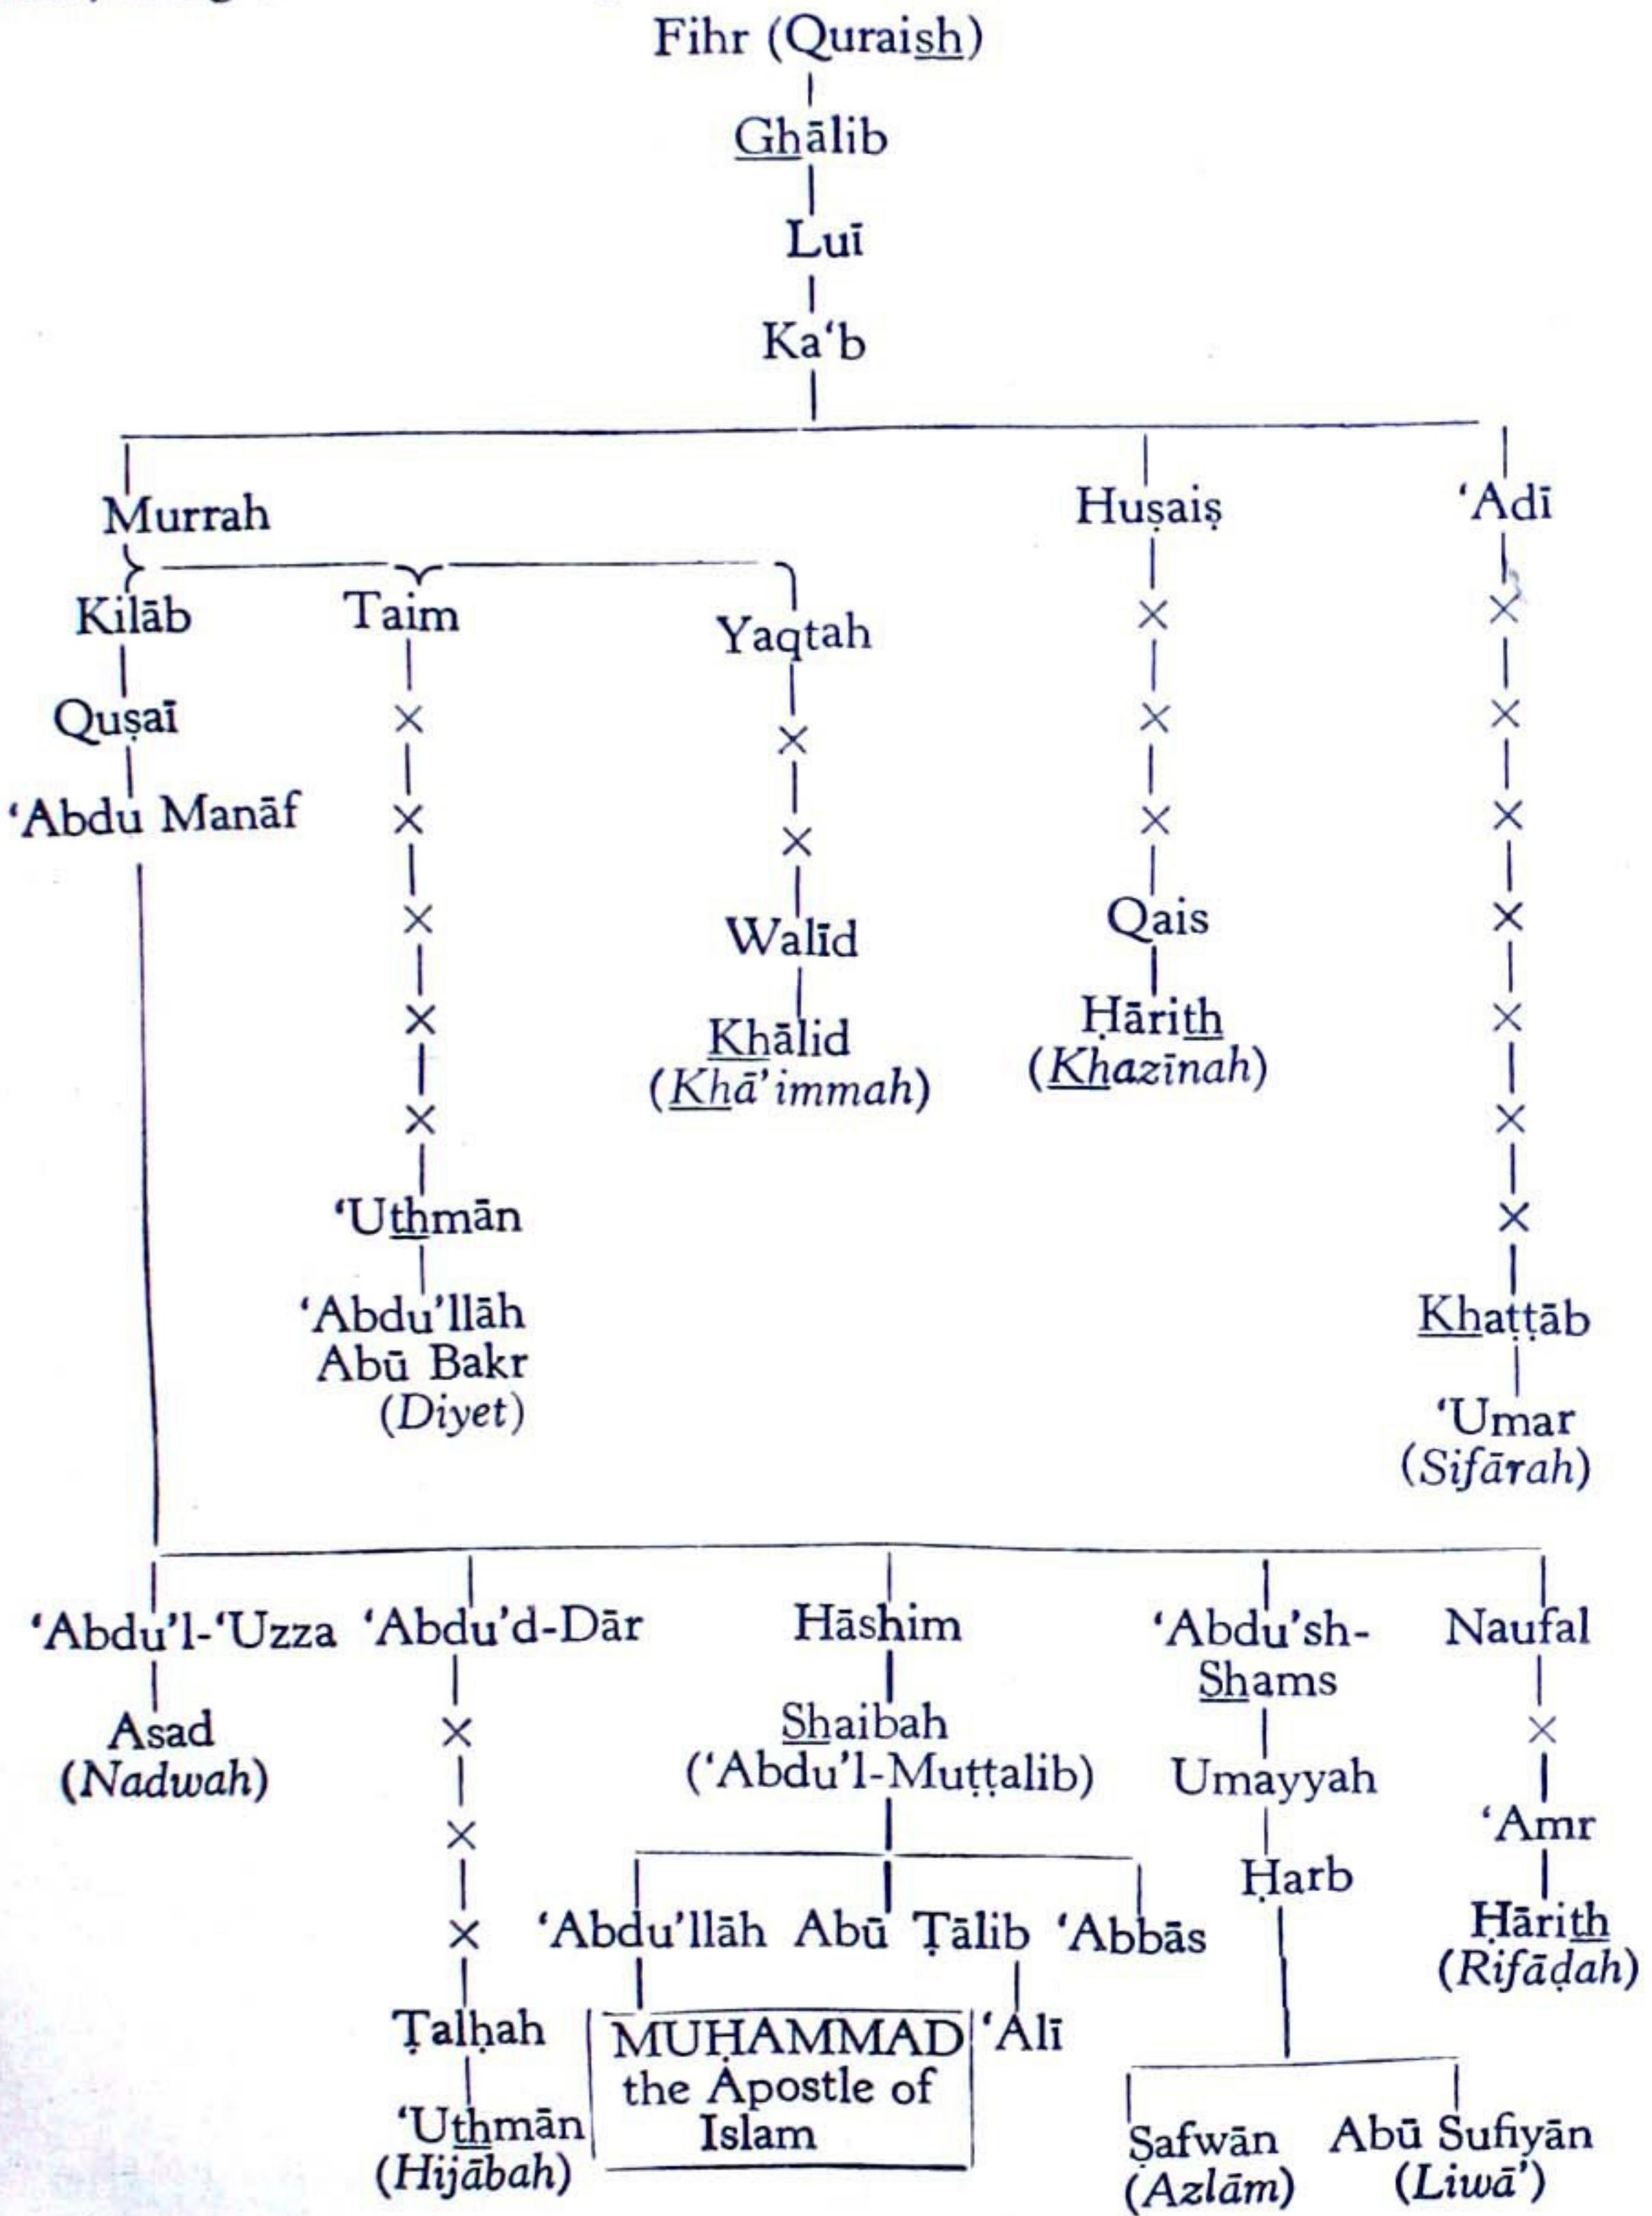 Fihr (Quraish)
Ghālib
Luī
Ka‘b
Murrah
Huṣaiṣ
‘Adī
Kilāb
Taim
Yaqtah
Quṣaī
‘Abdu Manāf
Walīd
Qais
Khālid
(Khā’immah)
Ḥārith
(Khazīnah)
‘Uthmān
‘Abdu’llāh
Abū Bakr
(Diyet)
Khaṭṭāb
‘Umar
(Sifārah)
‘Abdu’l-‘Uzza
‘Abdu’d-Dār
Hāshim
‘Abdu’sh-
Shams
Naufal
Asad
(Nadwah)
Shaibah
(‘Abdu’l-Muṭṭalib)
Umayyah
‘Amr
Ḥarb
‘Abdu’llāh
Abū Ṭālib
‘Abbās
Ḥārith
(Rifāḍah)
Ṭalḥah
MUḤAMMAD
the Apostle of
Islam
‘Alī
‘Uthmān
(Hijābah)
Ṣafwān
(Azlām)
Abū Sufiyān
(Liwā’)